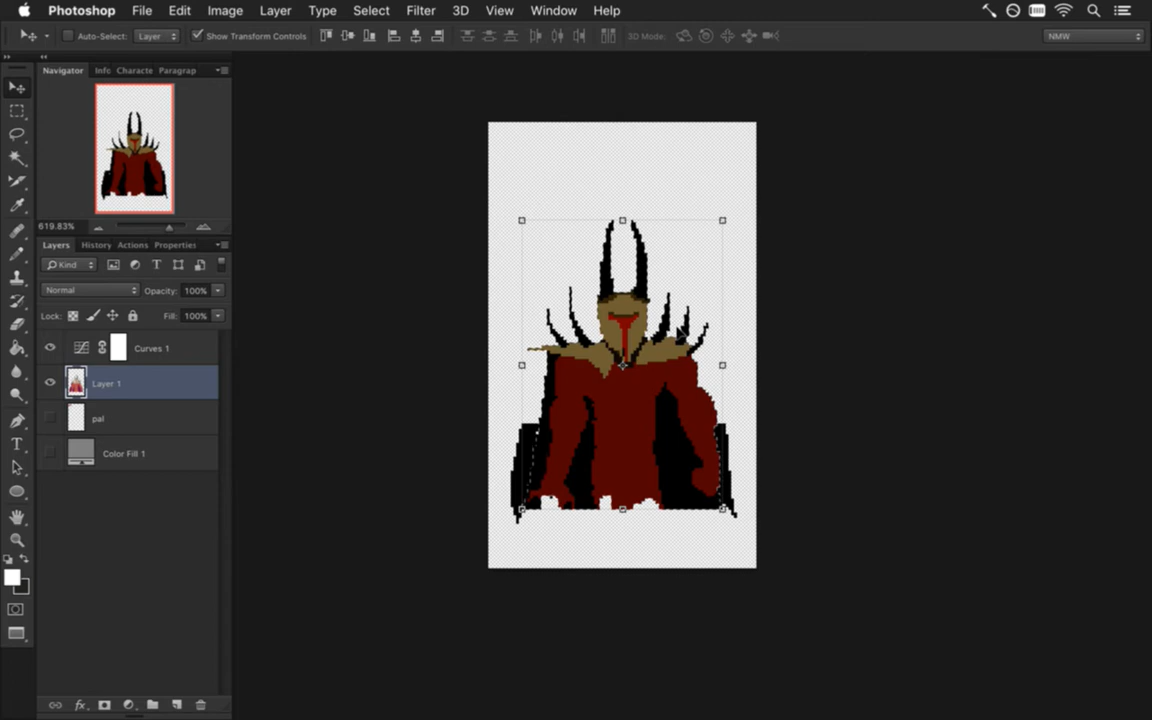 Photoshop File Edit Image Layer Type Select Filter 3D View Window Help
Auto-Select: Layer Show Transform Controls 3D Mode: NMW
Navigator Info Characte Paragrap
619.83%
Layers History Actions Properties
Kind
Normal Opacity: 100%
Lock: Fill: 100%
Curves 1
Layer 1
pal
Color Fill 1